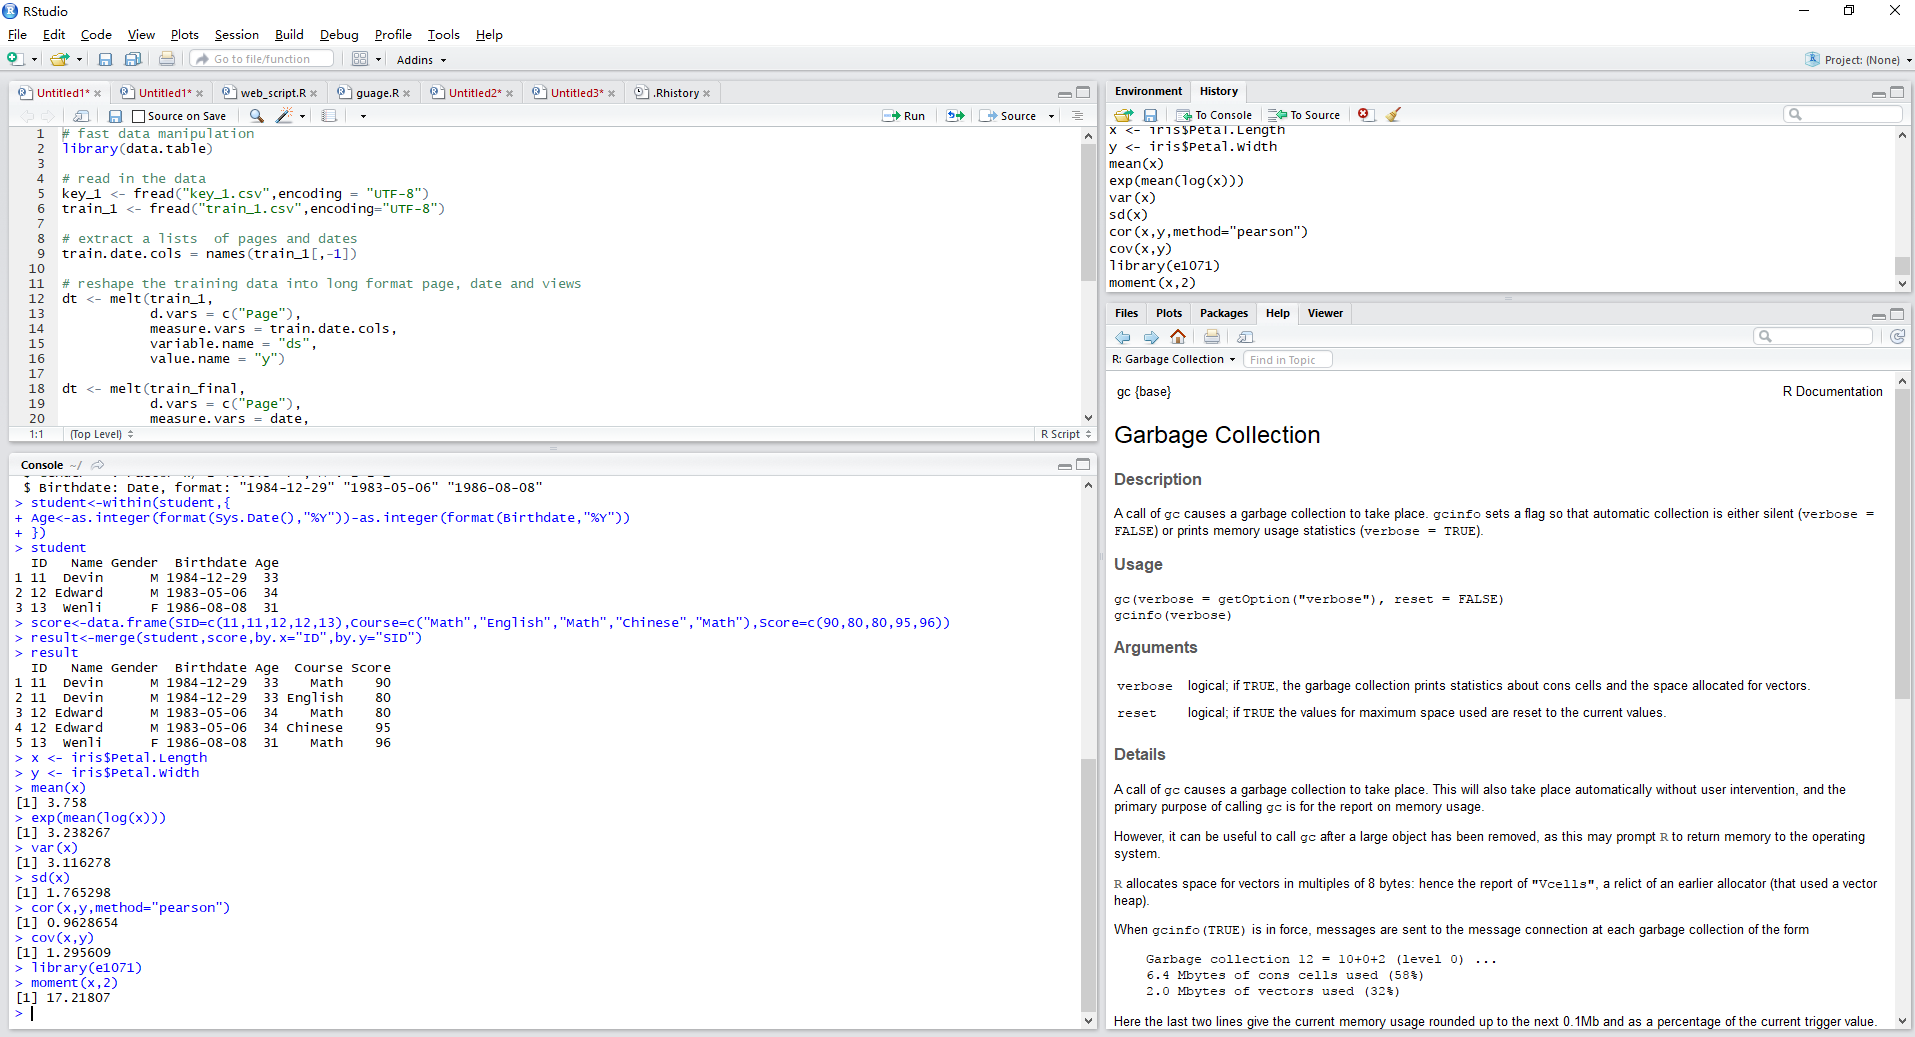 RStudio
File Edit Code View Plots Session Build Debug Profile Tools Help
Go to file/function Addins Project: (None)
Untitled1* Untitled1* web_script.R guage.R Untitled2* Untitled3* .Rhistory
Source on Save Run Source
1 # fast data manipulation
2 library(data.table)
3
4 # read in the data
5 key_1 <- fread("key_1.csv",encoding = "UTF-8")
6 train_1 <- fread("train_1.csv",encoding="UTF-8")
7
8 # extract a lists  of pages and dates
9 train.date.cols = names(train_1[,-1])
10
11 # reshape the training data into long format page, date and views
12 dt <- melt(train_1,
13            d.vars = c("Page"),
14            measure.vars = train.date.cols,
15            variable.name = "ds",
16            value.name = "y")
17
18 dt <- melt(train_final,
19            d.vars = c("Page"),
20            measure.vars = date,
1:1 (Top Level) R Script
Console ~/
 $ Birthdate: Date, format: "1984-12-29" "1983-05-06" "1986-08-08"
> student<-within(student,{
+ Age<-as.integer(format(Sys.Date(),"%Y"))-as.integer(format(Birthdate,"%Y"))
+ })
> student
  ID   Name Gender  Birthdate Age
1 11  Devin      M 1984-12-29  33
2 12 Edward      M 1983-05-06  34
3 13  Wenli      F 1986-08-08  31
> score<-data.frame(SID=c(11,11,12,12,13),Course=c("Math","English","Math","Chinese","Math"),Score=c(90,80,80,95,96))
> result<-merge(student,score,by.x="ID",by.y="SID")
> result
  ID   Name Gender  Birthdate Age  Course Score
1 11  Devin      M 1984-12-29  33    Math    90
2 11  Devin      M 1984-12-29  33 English    80
3 12 Edward      M 1983-05-06  34    Math    80
4 12 Edward      M 1983-05-06  34 Chinese    95
5 13  Wenli      F 1986-08-08  31    Math    96
> x <- iris$Petal.Length
> y <- iris$Petal.Width
> mean(x)
[1] 3.758
> exp(mean(log(x)))
[1] 3.238267
> var(x)
[1] 3.116278
> sd(x)
[1] 1.765298
> cor(x,y,method="pearson")
[1] 0.9628654
> cov(x,y)
[1] 1.295609
> library(e1071)
> moment(x,2)
[1] 17.21807
>
Environment History
To Console To Source
x <- iris$Petal.Length
y <- iris$Petal.Width
mean(x)
exp(mean(log(x)))
var(x)
sd(x)
cor(x,y,method="pearson")
cov(x,y)
library(e1071)
moment(x,2)
Files Plots Packages Help Viewer
R: Garbage Collection Find in Topic
gc {base} R Documentation
Garbage Collection
Description
A call of gc causes a garbage collection to take place. gcinfo sets a flag so that automatic collection is either silent (verbose =
FALSE) or prints memory usage statistics (verbose = TRUE).
Usage
gc(verbose = getOption("verbose"), reset = FALSE)
gcinfo(verbose)
Arguments
verbose logical; if TRUE, the garbage collection prints statistics about cons cells and the space allocated for vectors.
reset logical; if TRUE the values for maximum space used are reset to the current values.
Details
A call of gc causes a garbage collection to take place. This will also take place automatically without user intervention, and the
primary purpose of calling gc is for the report on memory usage.
However, it can be useful to call gc after a large object has been removed, as this may prompt R to return memory to the operating
system.
R allocates space for vectors in multiples of 8 bytes: hence the report of "Vcells", a relict of an earlier allocator (that used a vector
heap).
When gcinfo(TRUE) is in force, messages are sent to the message connection at each garbage collection of the form
Garbage collection 12 = 10+0+2 (level 0) ...
6.4 Mbytes of cons cells used (58%)
2.0 Mbytes of vectors used (32%)
Here the last two lines give the current memory usage rounded up to the next 0.1Mb and as a percentage of the current trigger value.